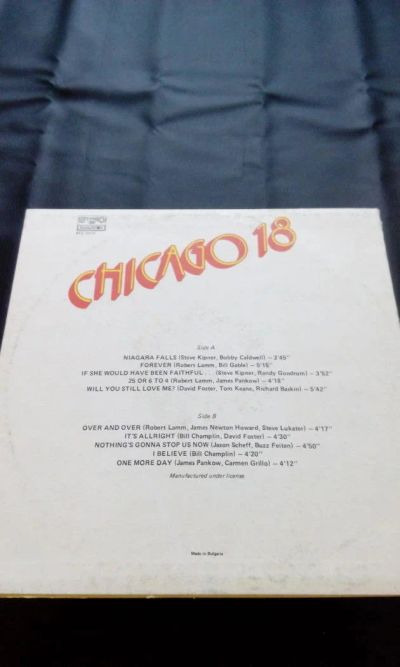 CHICAGO 18
Side A
NIAGARA FALLS (Steve Kipner, Bobby Caldwell) – 3'45"
FOREVER (Robert Lamm, Bill Gable) – 5'15"
IF SHE WOULD HAVE BEEN FAITHFUL . . (Steve Kipner, Randy Goodrum) – 3'52"
25 OR 6 TO 4 (Robert Lamm, James Pankow) – 4'18"
WILL YOU STILL LOVE ME? (David Foster, Tom Keane, Richard Baskin) – 5'42"
Side B
OVER AND OVER (Robert Lamm, James Newton Howard, Steve Lukater) – 4'17"
IT'S ALLRIGHT (Bill Champlin, David Foster) – 4'30"
NOTHING'S GONNA STOP US NOW (Jason Scheff, Buzz Feiten) – 4'50"
I BELIEVE (Bill Champlin) – 4'20"
ONE MORE DAY (James Pankow, Carmen Grillo) – 4'12"
Manufactured under license
Made in Bulgaria